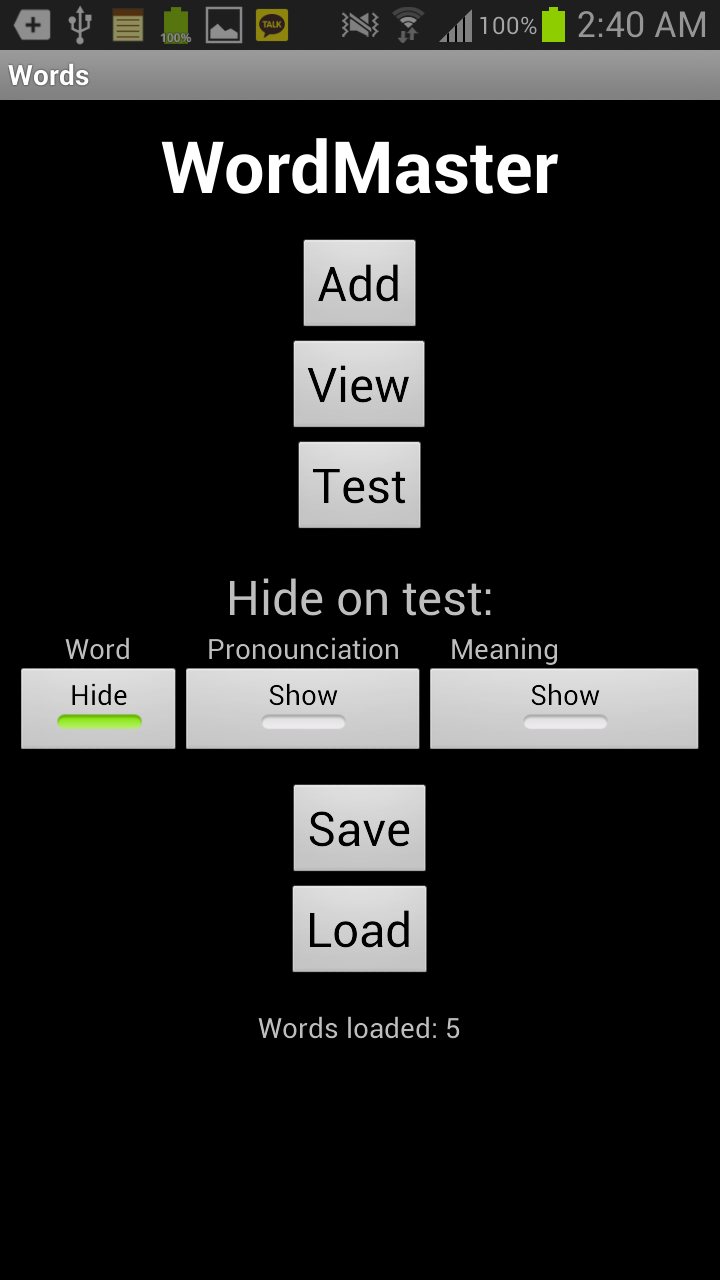 100% TALK 100% 2:40 AM
Words
WordMaster
Add
View
Test
Hide on test:
Word Pronounciation Meaning
Hide Show Show
Save
Load
Words loaded: 5